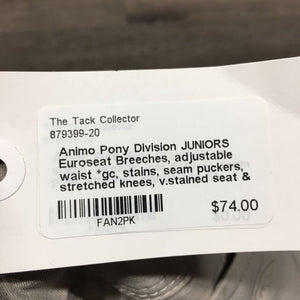 The Tack Collector
879399-20
Animo Pony Division JUNIORS
Euroseat Breeches, adjustable
waist *gc, stains, seam puckers,
stretched knees, v.stained seat &
$74.00
FAN2PK